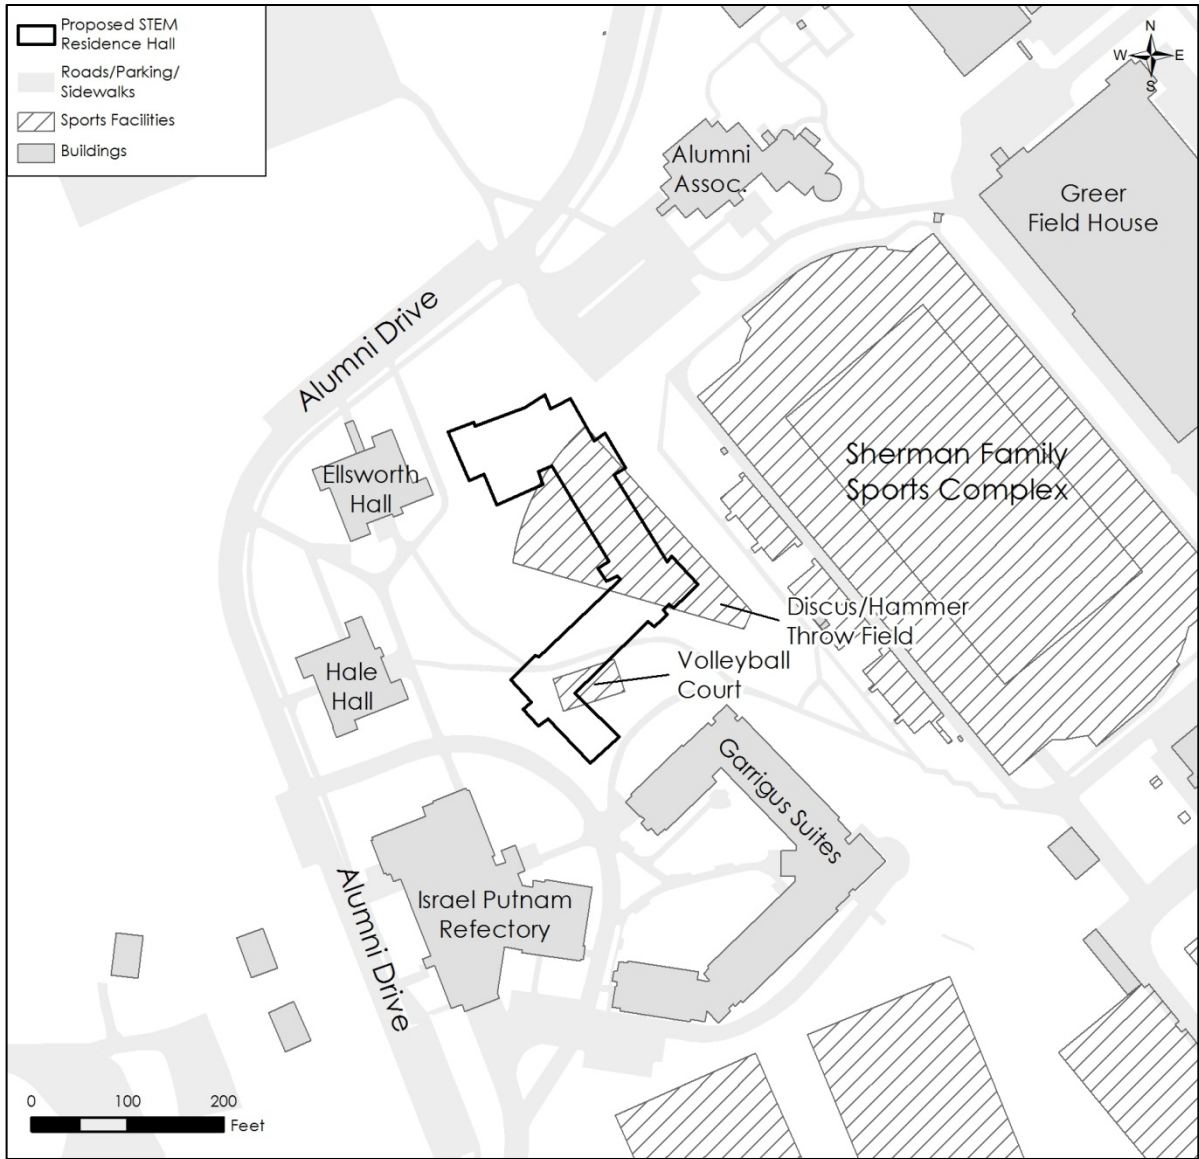 Proposed STEM
Residence Hall
Roads/Parking/
Sidewalks
Sports Facilities
Buildings
N
W E
S
Alumni
Assoc.
Greer
Field House
Alumni Drive
Sherman Family
Sports Complex
Ellsworth
Hall
Discus/Hammer
Throw Field
Volleyball
Court
Hale
Hall
Garrigus Suites
Israel Putnam
Refectory
Alumni Drive
0 100 200
Feet